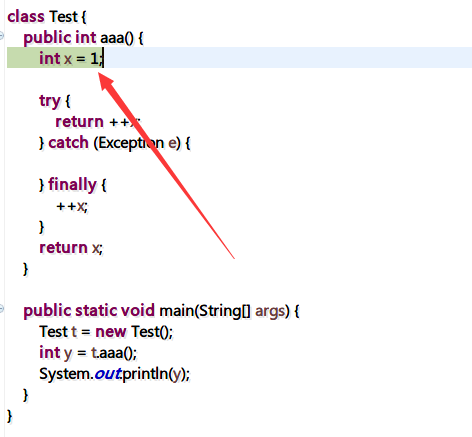 class Test {
public int aaa() {
int x = 1;
try {
return ++x;
} catch (Exception e) {
} finally {
++x;
}
return x;
}
public static void main(String[] args) {
Test t = new Test();
int y = t.aaa();
System.out.println(y);
}
}